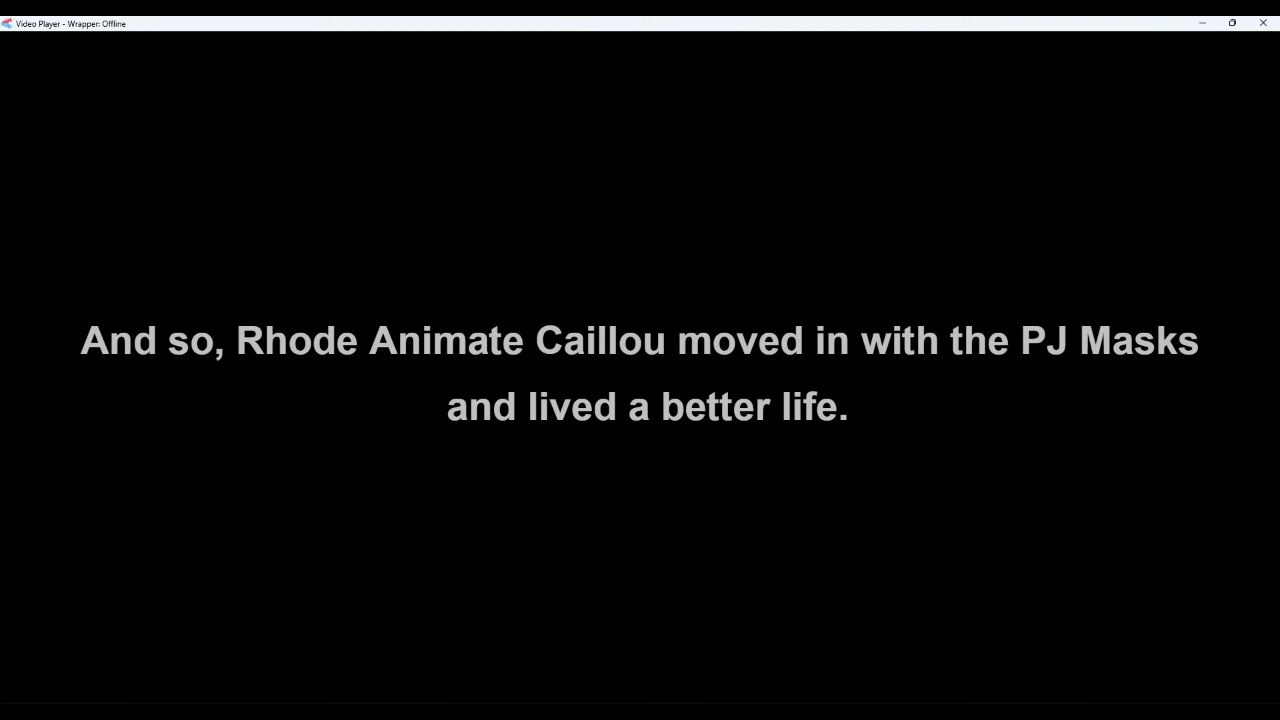 Video Player - Wrapper: Offline
And so, Rhode Animate Caillou moved in with the PJ Masks
and lived a better life.